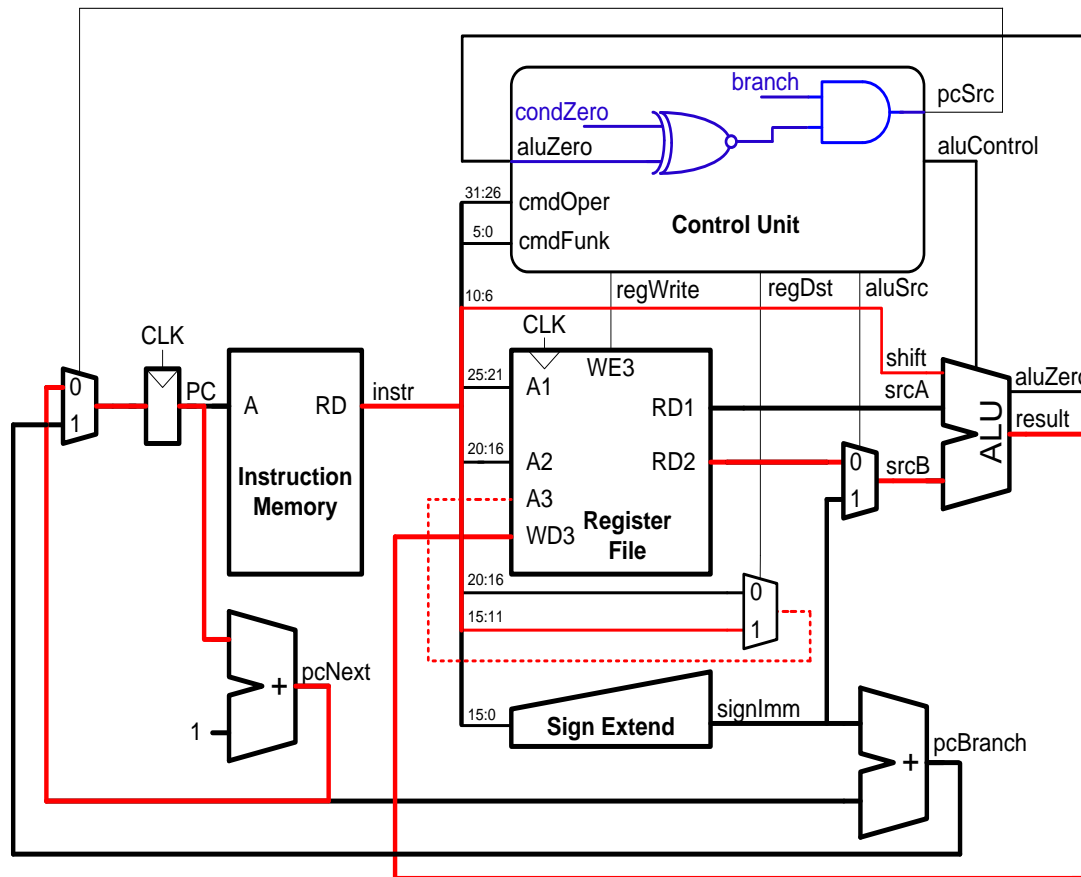 branch
pcSrc
condZero
aluZero
aluControl
31:26
cmdOper
5:0
cmdFunk
Control Unit
10:6
regWrite
regDst
aluSrc
CLK
CLK
shift
0
1
PC
A
RD
instr
25:21
A1
WE3
RD1
srcA
aluZero
result
ALU
20:16
A2
RD2
0
1
srcB
Instruction
Memory
A3
WD3
Register
File
20:16
0
15:11
1
pcNext
+
1
15:0
Sign Extend
signImm
+
pcBranch